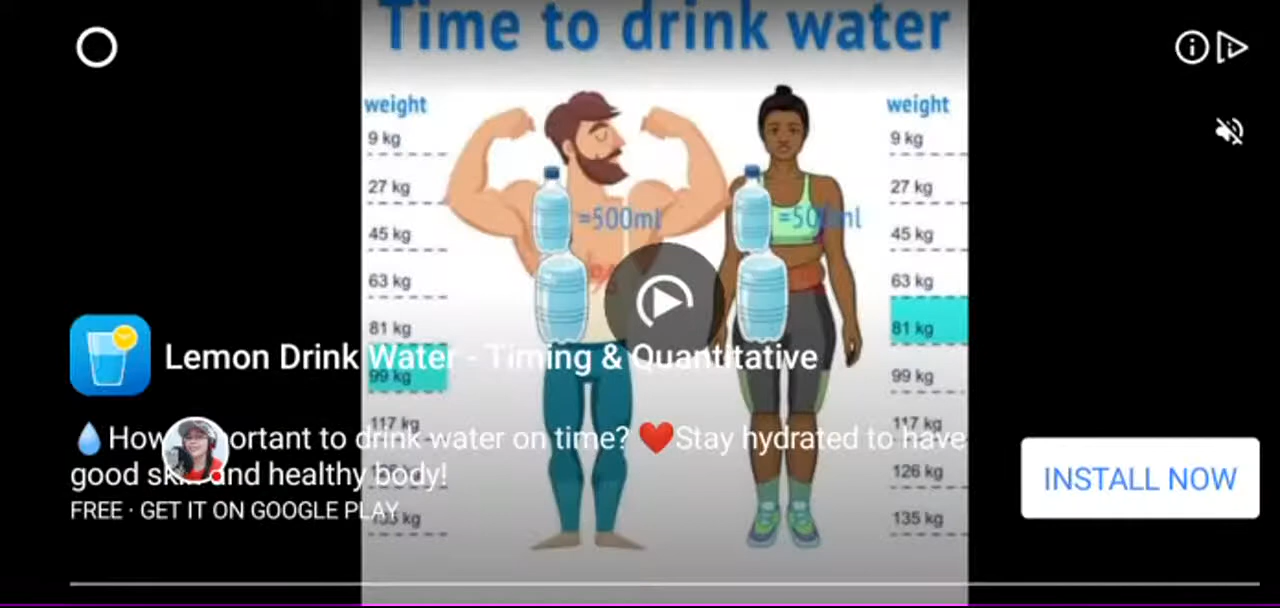 Time to drink water
weight
9 kg
27 kg
45 kg
63 kg
81 kg
99 kg
117 kg
=500ml
=500ml
weight
9 kg
27 kg
45 kg
63 kg
81 kg
99 kg
117 kg
126 kg
135 kg
Lemon Drink Water - Timing & Quantitative
💧How ortant to drink water on time? ❤️Stay hydrated to have
good and healthy body!
FREE · GET IT ON GOOGLE PLAY
INSTALL NOW